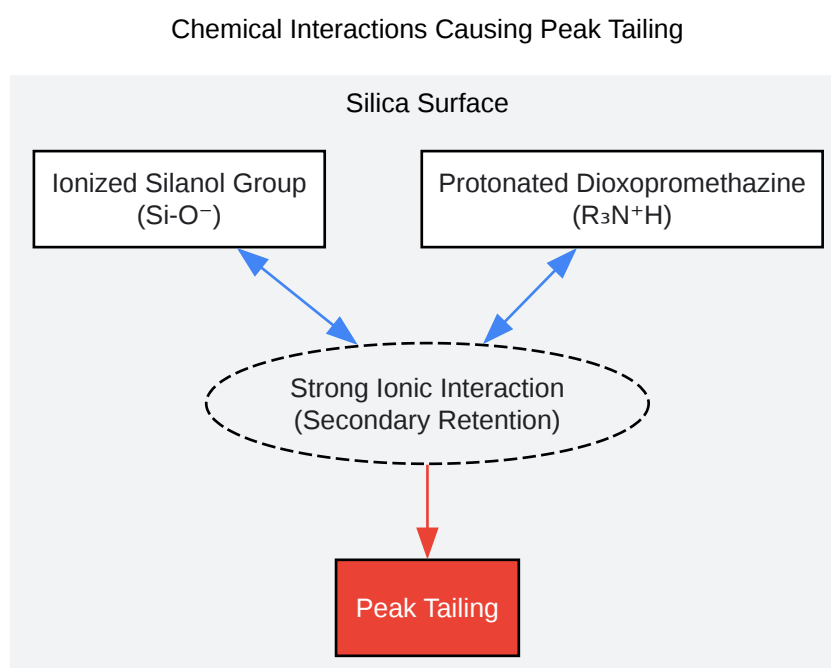 Chemical Interactions Causing Peak Tailing
Silica Surface
Ionized Silanol Group
(Si-O⁻)
Protonated Dioxopromethazine
(R₃N⁺H)
Strong Ionic Interaction
(Secondary Retention)
Peak Tailing